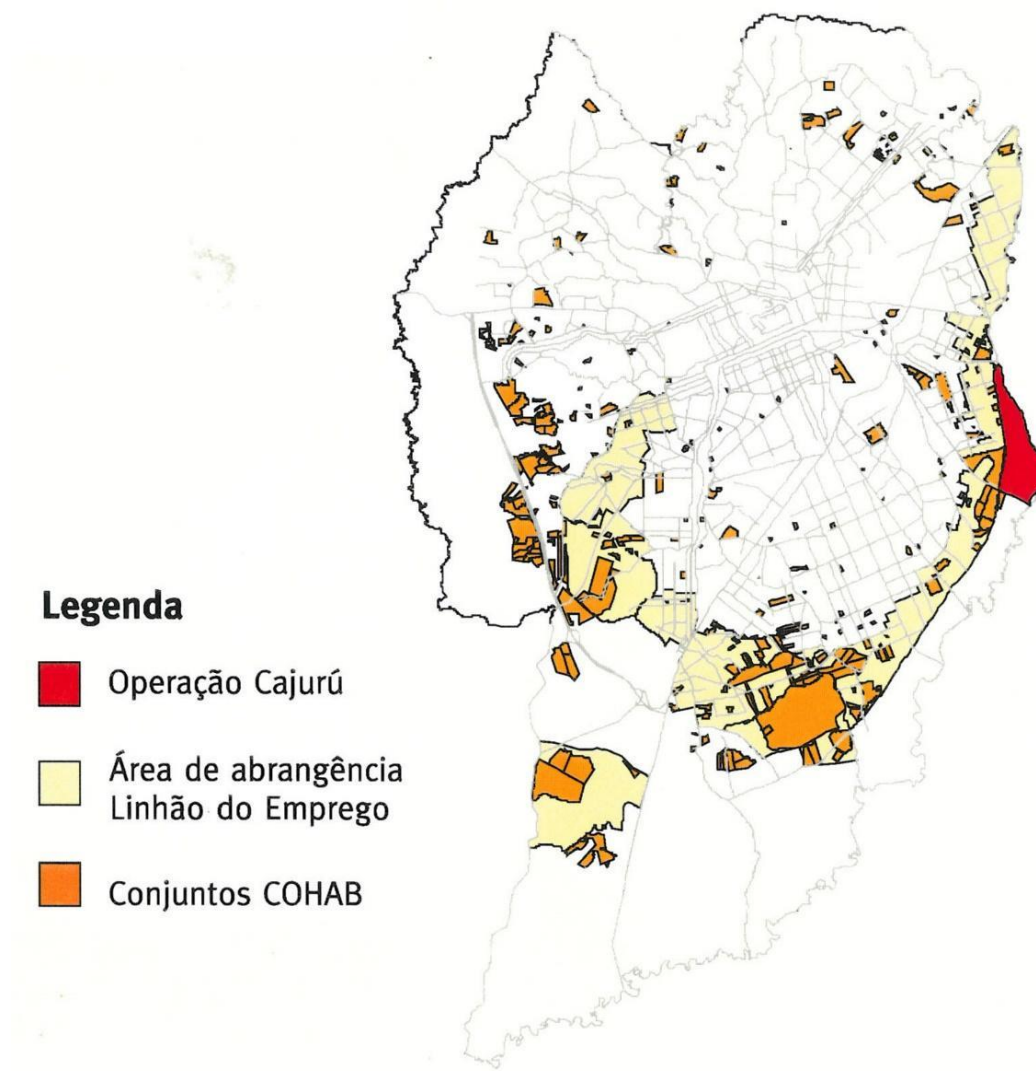 Legenda
Operação Cajurú
Área de abrangência
Linhão do Emprego
Conjuntos COHAB